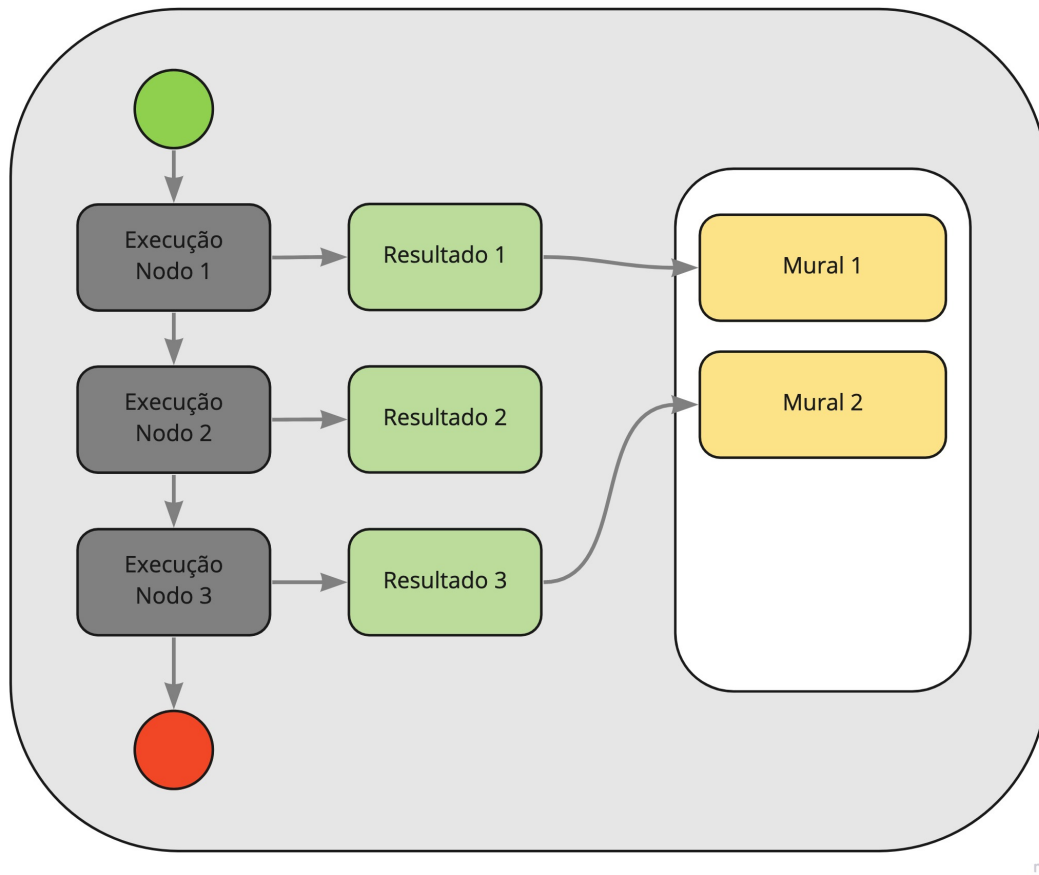 Execução
Nodo 1
Resultado 1
Mural 1
Execução
Nodo 2
Resultado 2
Mural 2
Execução
Nodo 3
Resultado 3